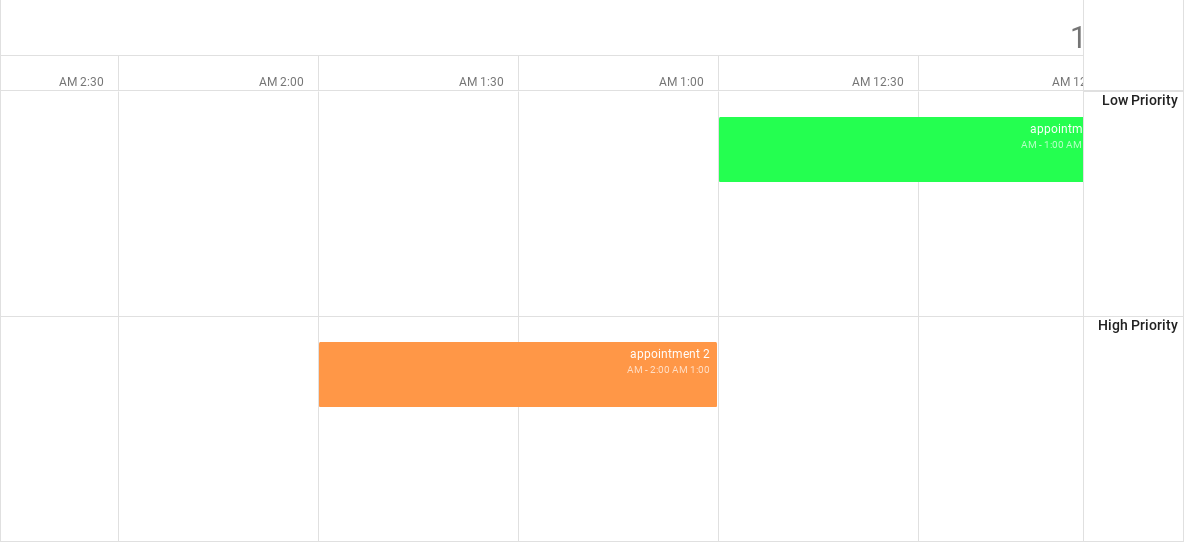 1
AM 2:30 AM 2:00 AM 1:30 AM 1:00 AM 12:30 AM 12
Low Priority
appointm
AM - 1:00 AM
High Priority
appointment 2
AM - 2:00 AM 1:00